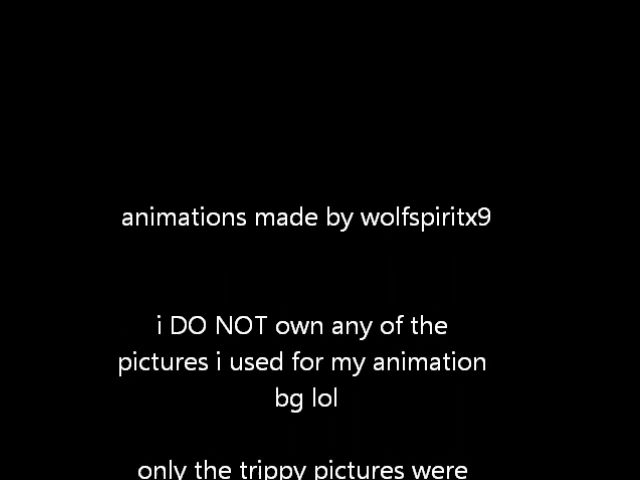 animations made by wolfspiritx9
i DO NOT own any of the
pictures i used for my animation
bg lol
only the trippy pictures were